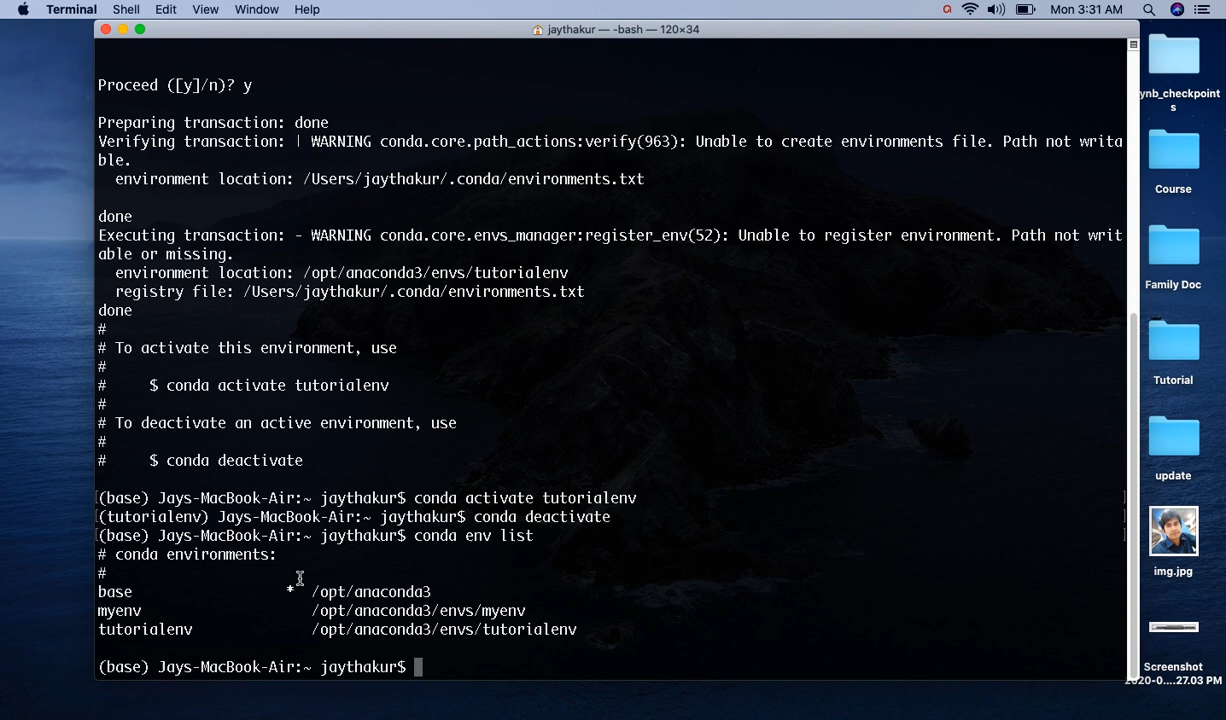 Terminal Shell Edit View Window Help Mon 3:31 AM
jaythakur — -bash — 120×34
Proceed ([y]/n)? y
Preparing transaction: done
Verifying transaction: | WARNING conda.core.path_actions:verify(963): Unable to create environments file. Path not writa
ble.
environment location: /Users/jaythakur/.conda/environments.txt
done
Executing transaction: - WARNING conda.core.envs_manager:register_env(52): Unable to register environment. Path not writ
able or missing.
environment location: /opt/anaconda3/envs/tutorialenv
registry file: /Users/jaythakur/.conda/environments.txt
done
#
# To activate this environment, use
#
#     $ conda activate tutorialenv
#
# To deactivate an active environment, use
#
#     $ conda deactivate
[(base) Jays-MacBook-Air:~ jaythakur$ conda activate tutorialenv ]
[(tutorialenv) Jays-MacBook-Air:~ jaythakur$ conda deactivate ]
[(base) Jays-MacBook-Air:~ jaythakur$ conda env list ]
# conda environments:
#
base * /opt/anaconda3
myenv /opt/anaconda3/envs/myenv
tutorialenv /opt/anaconda3/envs/tutorialenv
(base) Jays-MacBook-Air:~ jaythakur$
ynb_checkpoint
s
Course
Family Doc
Tutorial
update
img.jpg
Screenshot
2020-0....27.03 PM